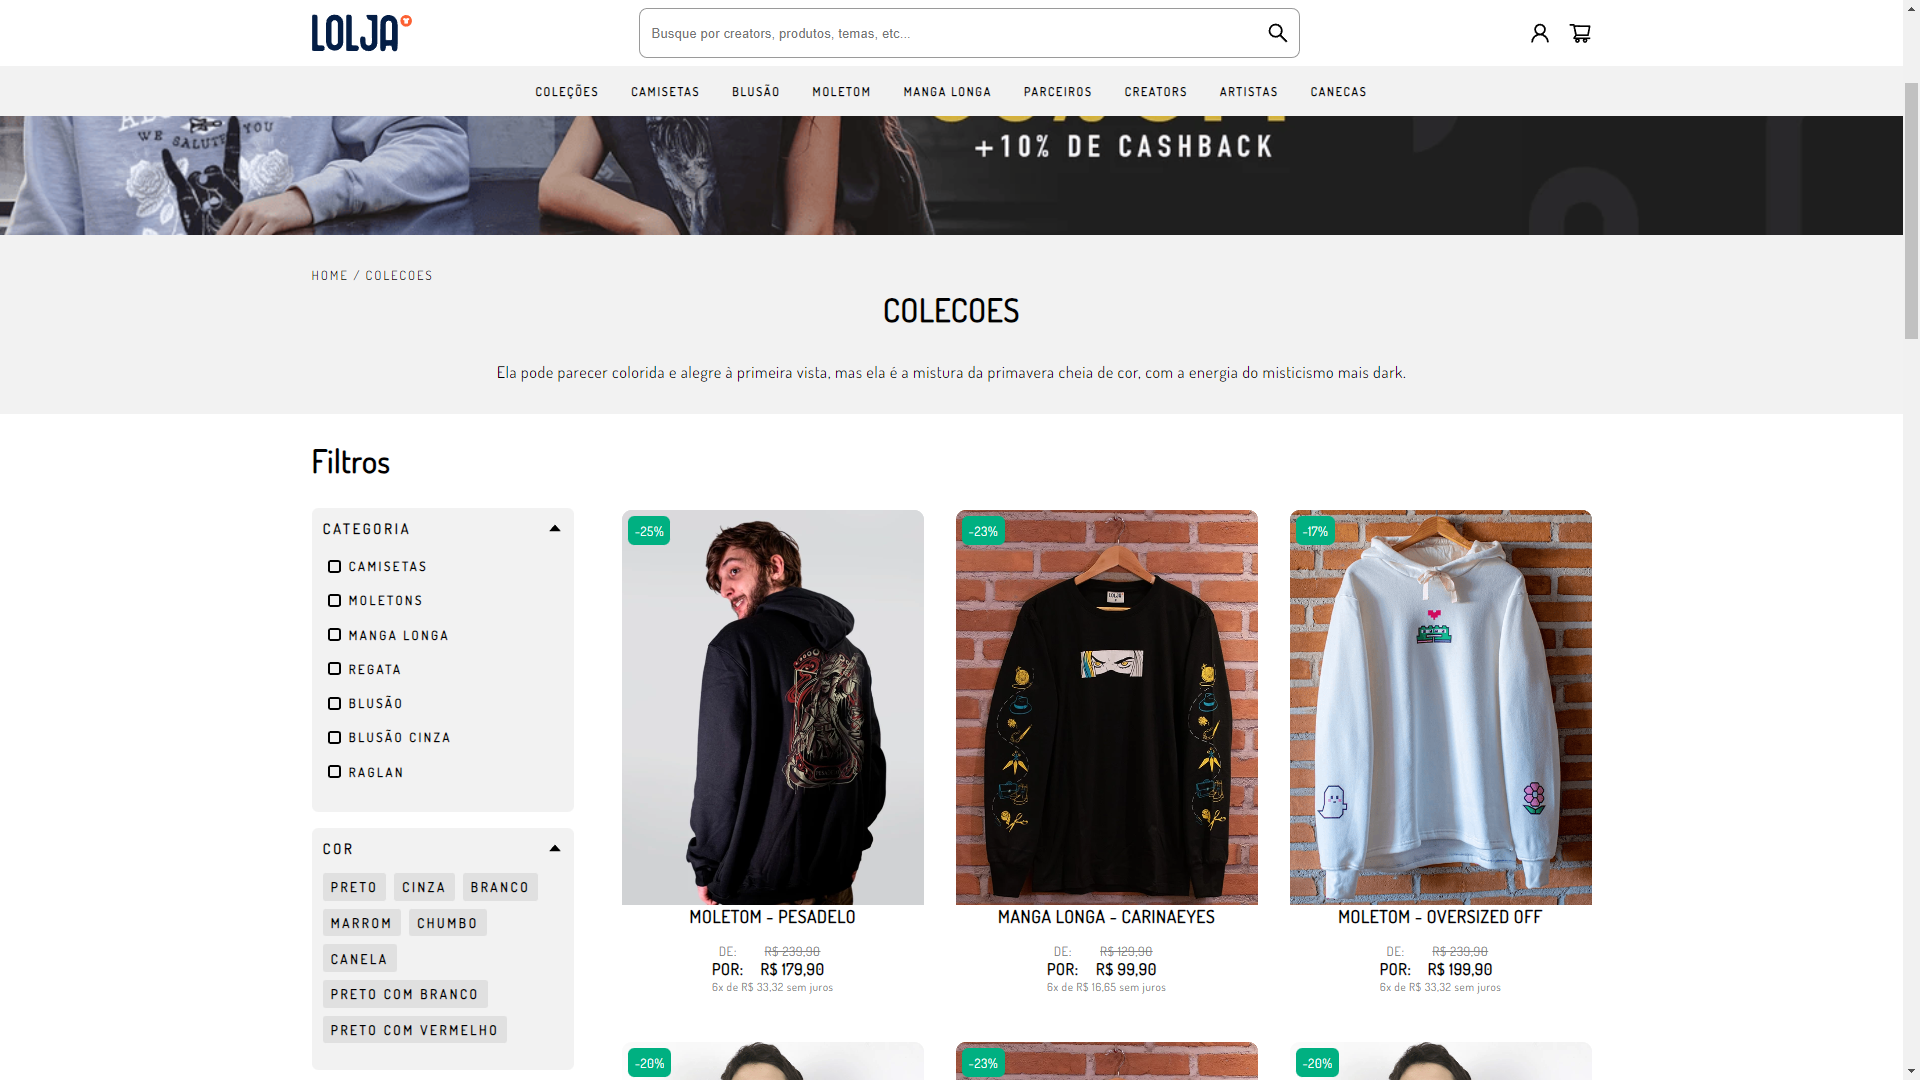 LOLJA
Busque por creators, produtos, temas, etc...
COLEÇÕES CAMISETAS BLUSÃO MOLETOM MANGA LONGA PARCEIROS CREATORS ARTISTAS CANECAS
WE SALUTE YOU
+10% DE CASHBACK
HOME / COLECOES
COLECOES
Ela pode parecer colorida e alegre à primeira vista, mas ela é a mistura da primavera cheia de cor, com a energia do misticismo mais dark.
Filtros
CATEGORIA
CAMISETAS
MOLETONS
MANGA LONGA
REGATA
BLUSÃO
BLUSÃO CINZA
RAGLAN
COR
PRETO CINZA BRANCO
MARROM CHUMBO
CANELA
PRETO COM BRANCO
PRETO COM VERMELHO
-25%
MOLETOM - PESADELO
DE: R$ 239,90
POR: R$ 179,90
6x de R$ 33,32 sem juros
-23%
LOLJA
MANGA LONGA - CARINAEYES
DE: R$ 129,90
POR: R$ 99,90
6x de R$ 16,65 sem juros
-17%
MOLETOM - OVERSIZED OFF
DE: R$ 239,90
POR: R$ 199,90
6x de R$ 33,32 sem juros
-20%
-23%
-20%